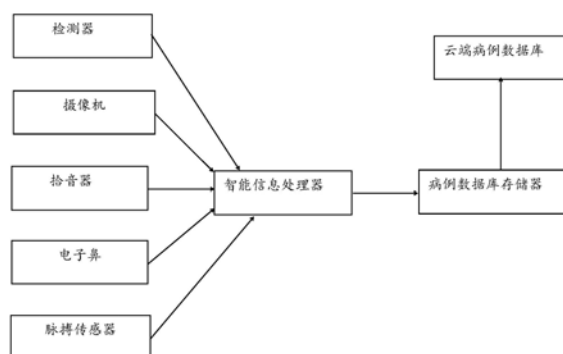 检测器
云端病例数据库
摄像机
拾音器
智能信息处理器
病例数据库存储器
电子鼻
脉搏传感器